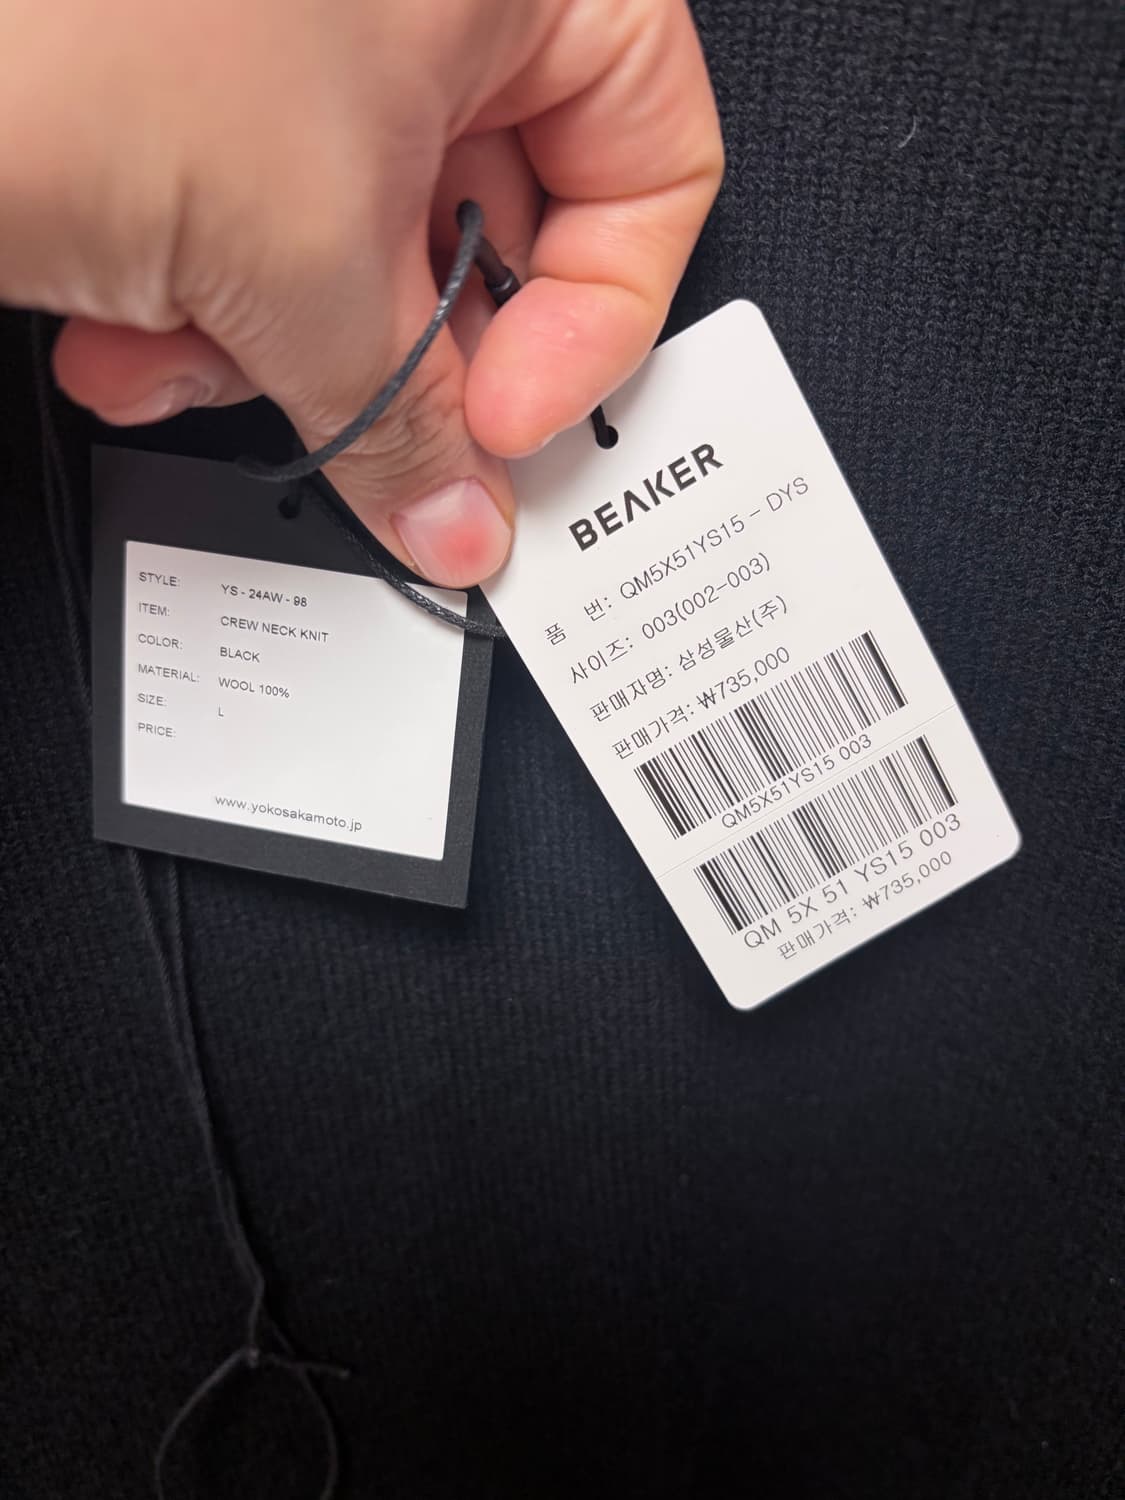 STYLE: YS - 24AW - 98
ITEM: CREW NECK KNIT
COLOR: BLACK
MATERIAL: WOOL 100%
SIZE: L
PRICE:
www.yokosakamoto.jp
BEAKER
품 번: QM5X51YS15 - DYS
사이즈: 003(002-003)
판매자명: 삼성물산(주)
판매가격: ₩735,000
QM5X51YS15 003
QM 5X 51 YS15 003
판매가격: ₩735,000